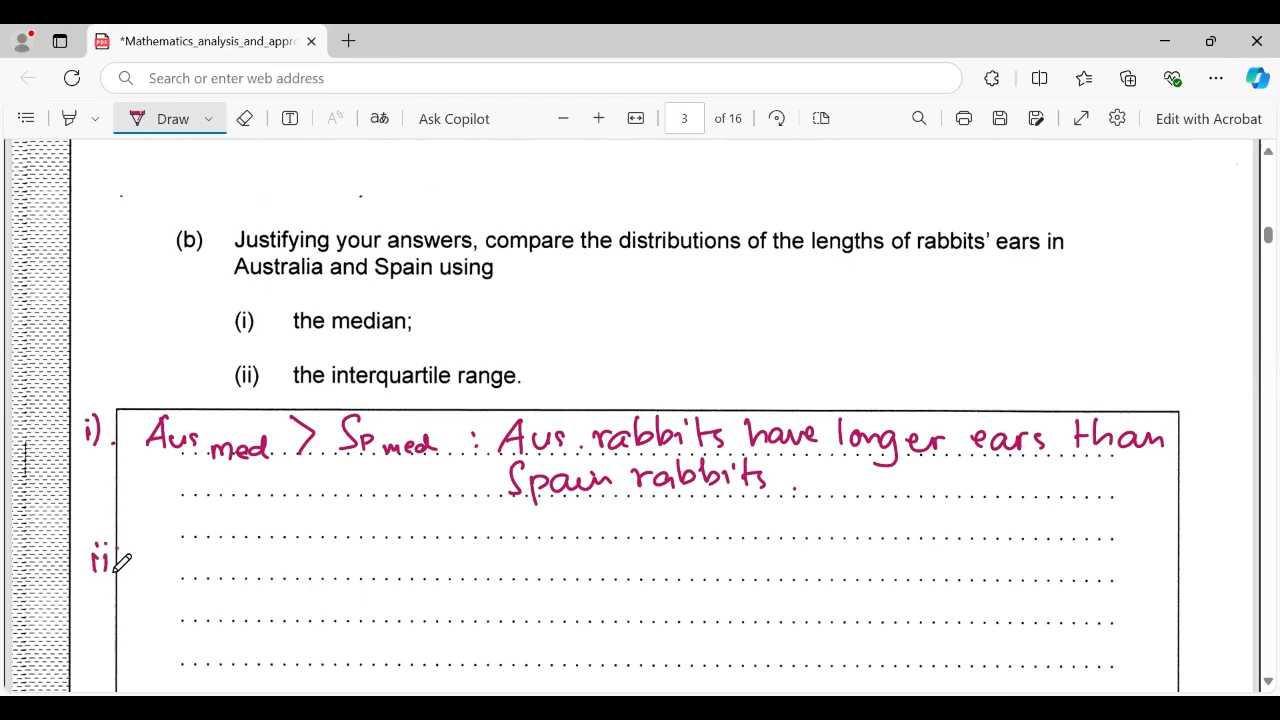 *Mathematics_analysis_and_appro
Search or enter web address
Draw
Ask Copilot
3 of 16
Edit with Acrobat
(b) Justifying your answers, compare the distributions of the lengths of rabbits' ears in
Australia and Spain using
(i) the median;
(ii) the interquartile range.
i). Aus med > Sp med : Aus. rabbits have longer ears than
Spain rabbits.
ii